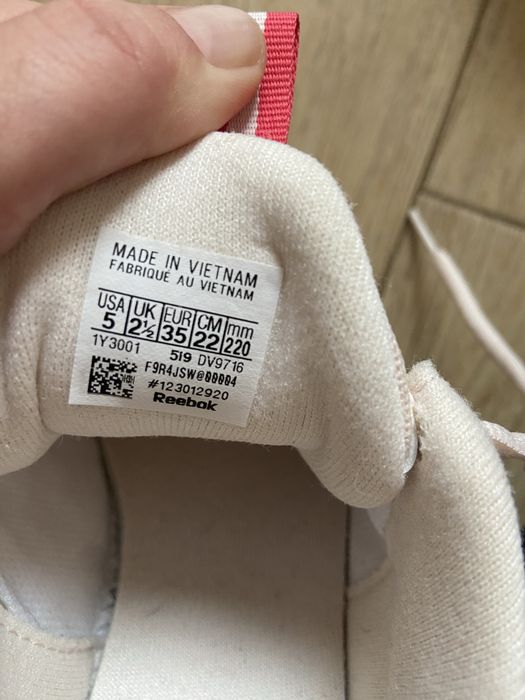 MADE IN VIETNAM
FABRIQUÉ AU VIETNAM
USA UK EUR CM mm
5 2½ 35 22 220
1Y3001 519 DV9716
F9R4JSW@00004
#123012920
Reebok